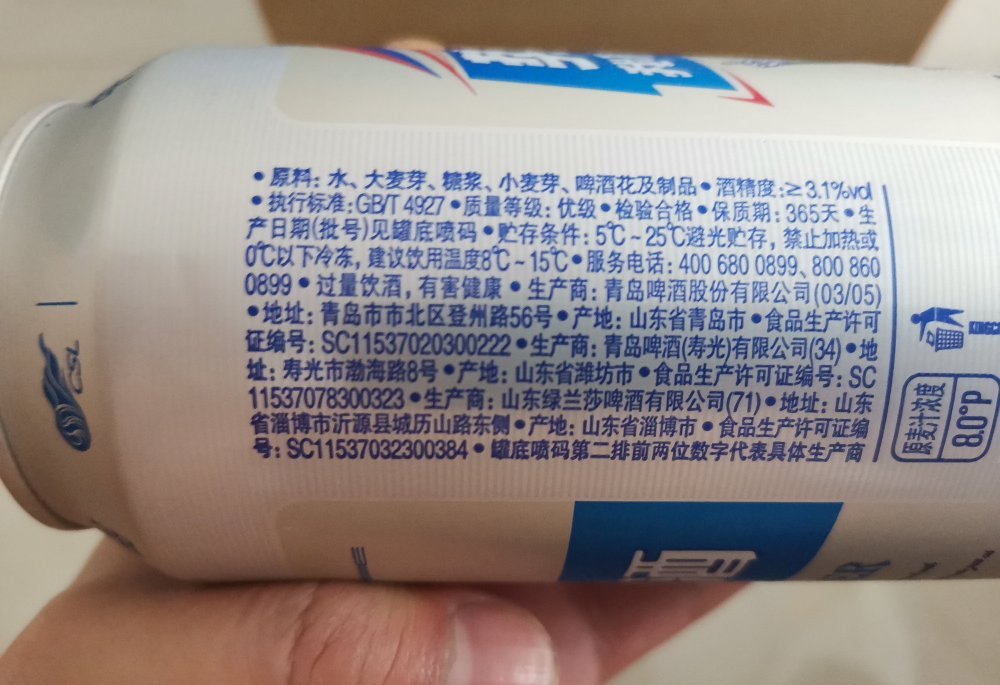 •原料：水、大麦芽、糖浆、小麦芽、啤酒花及制品•酒精度：≥3.1%vol
•执行标准：GB/T 4927•质量等级：优级•检验合格•保质期：365天•生
产日期(批号)见罐底喷码•贮存条件：5℃~25℃避光贮存，禁止加热或
0℃以下冷冻，建议饮用温度8℃~15℃•服务电话：400 680 0899、800 860
0899•过量饮酒，有害健康•生产商：青岛啤酒股份有限公司(03/05)
•地址：青岛市市北区登州路56号•产地：山东省青岛市•食品生产许可
证编号：SC11537020300222•生产商：青岛啤酒(寿光)有限公司(34)•地
址：寿光市渤海路8号•产地：山东省潍坊市•食品生产许可证编号：SC
11537078300323•生产商：山东绿兰莎啤酒有限公司(71)•地址：山东
省淄博市沂源县城历山路东侧•产地：山东省淄博市•食品生产许可证编
号：SC11537032300384•罐底喷码第二排前两位数字代表具体生产商
原麦汁浓度
8.0°P
CSL